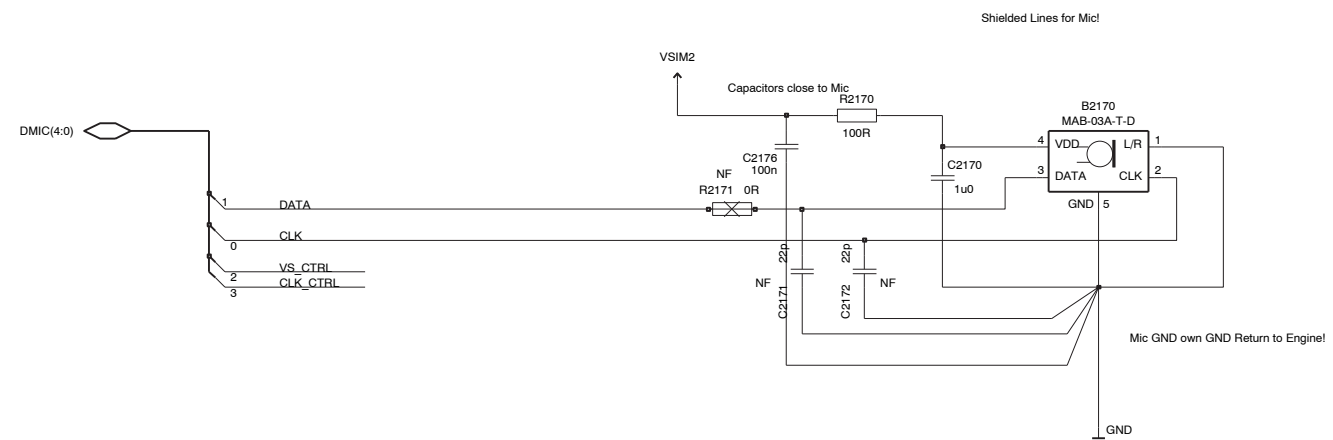 Shielded Lines for Mic!
VSIM2
Capacitors close to Mic
R2170
100R
B2170
MAB-03A-T-D
DMIC(4:0)
4
VDD
L/R
1
C2176
100n
C2170
1u0
3
DATA
CLK
2
NF
R2171 0R
GND
5
1
DATA
0
CLK
22p
22p
2
VS_CTRL
3
CLK_CTRL
NF
C2171
C2172
NF
Mic GND own GND Return to Engine!
GND